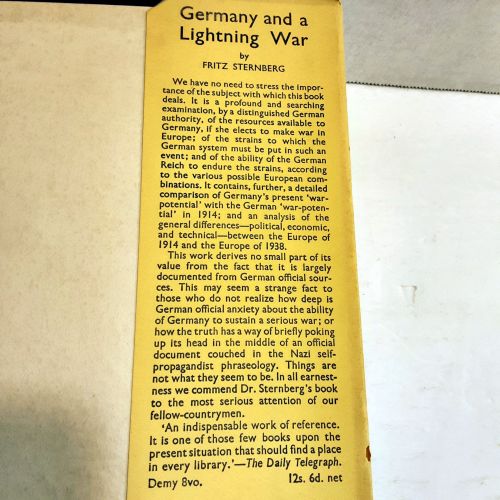 Germany and a
Lightning War
by
FRITZ STERNBERG
We have no need to stress the impor-
tance of the subject with which this book
deals. It is a profound and searching
examination, by a distinguished German
authority, of the resources available to
Germany, if she elects to make war in
Europe; of the strains to which the
German system must be put in such an
event; and of the ability of the German
Reich to endure the strains, according
to the various possible European com-
binations. It contains, further, a detailed
comparison of Germany's present 'war-
potential' with the German 'war-poten-
tial' in 1914; and an analysis of the
general differences—political, economic,
and technical—between the Europe of
1914 and the Europe of 1938.
This work derives no small part of its
value from the fact that it is largely
documented from German official sour-
ces. This may seem a strange fact to
those who do not realize how deep is
German official anxiety about the ability
of Germany to sustain a serious war; or
how the truth has a way of briefly poking
up its head in the middle of an official
document couched in the Nazi self-
propagandist phraseology. Things are
not what they seem to be. In all earnest-
ness we commend Dr. Sternberg's book
to the most serious attention of our
fellow-countrymen.
'An indispensable work of reference.
It is one of those few books upon the
present situation that should find a place
in every library.'—The Daily Telegraph.
Demy 8vo. 12s. 6d. net